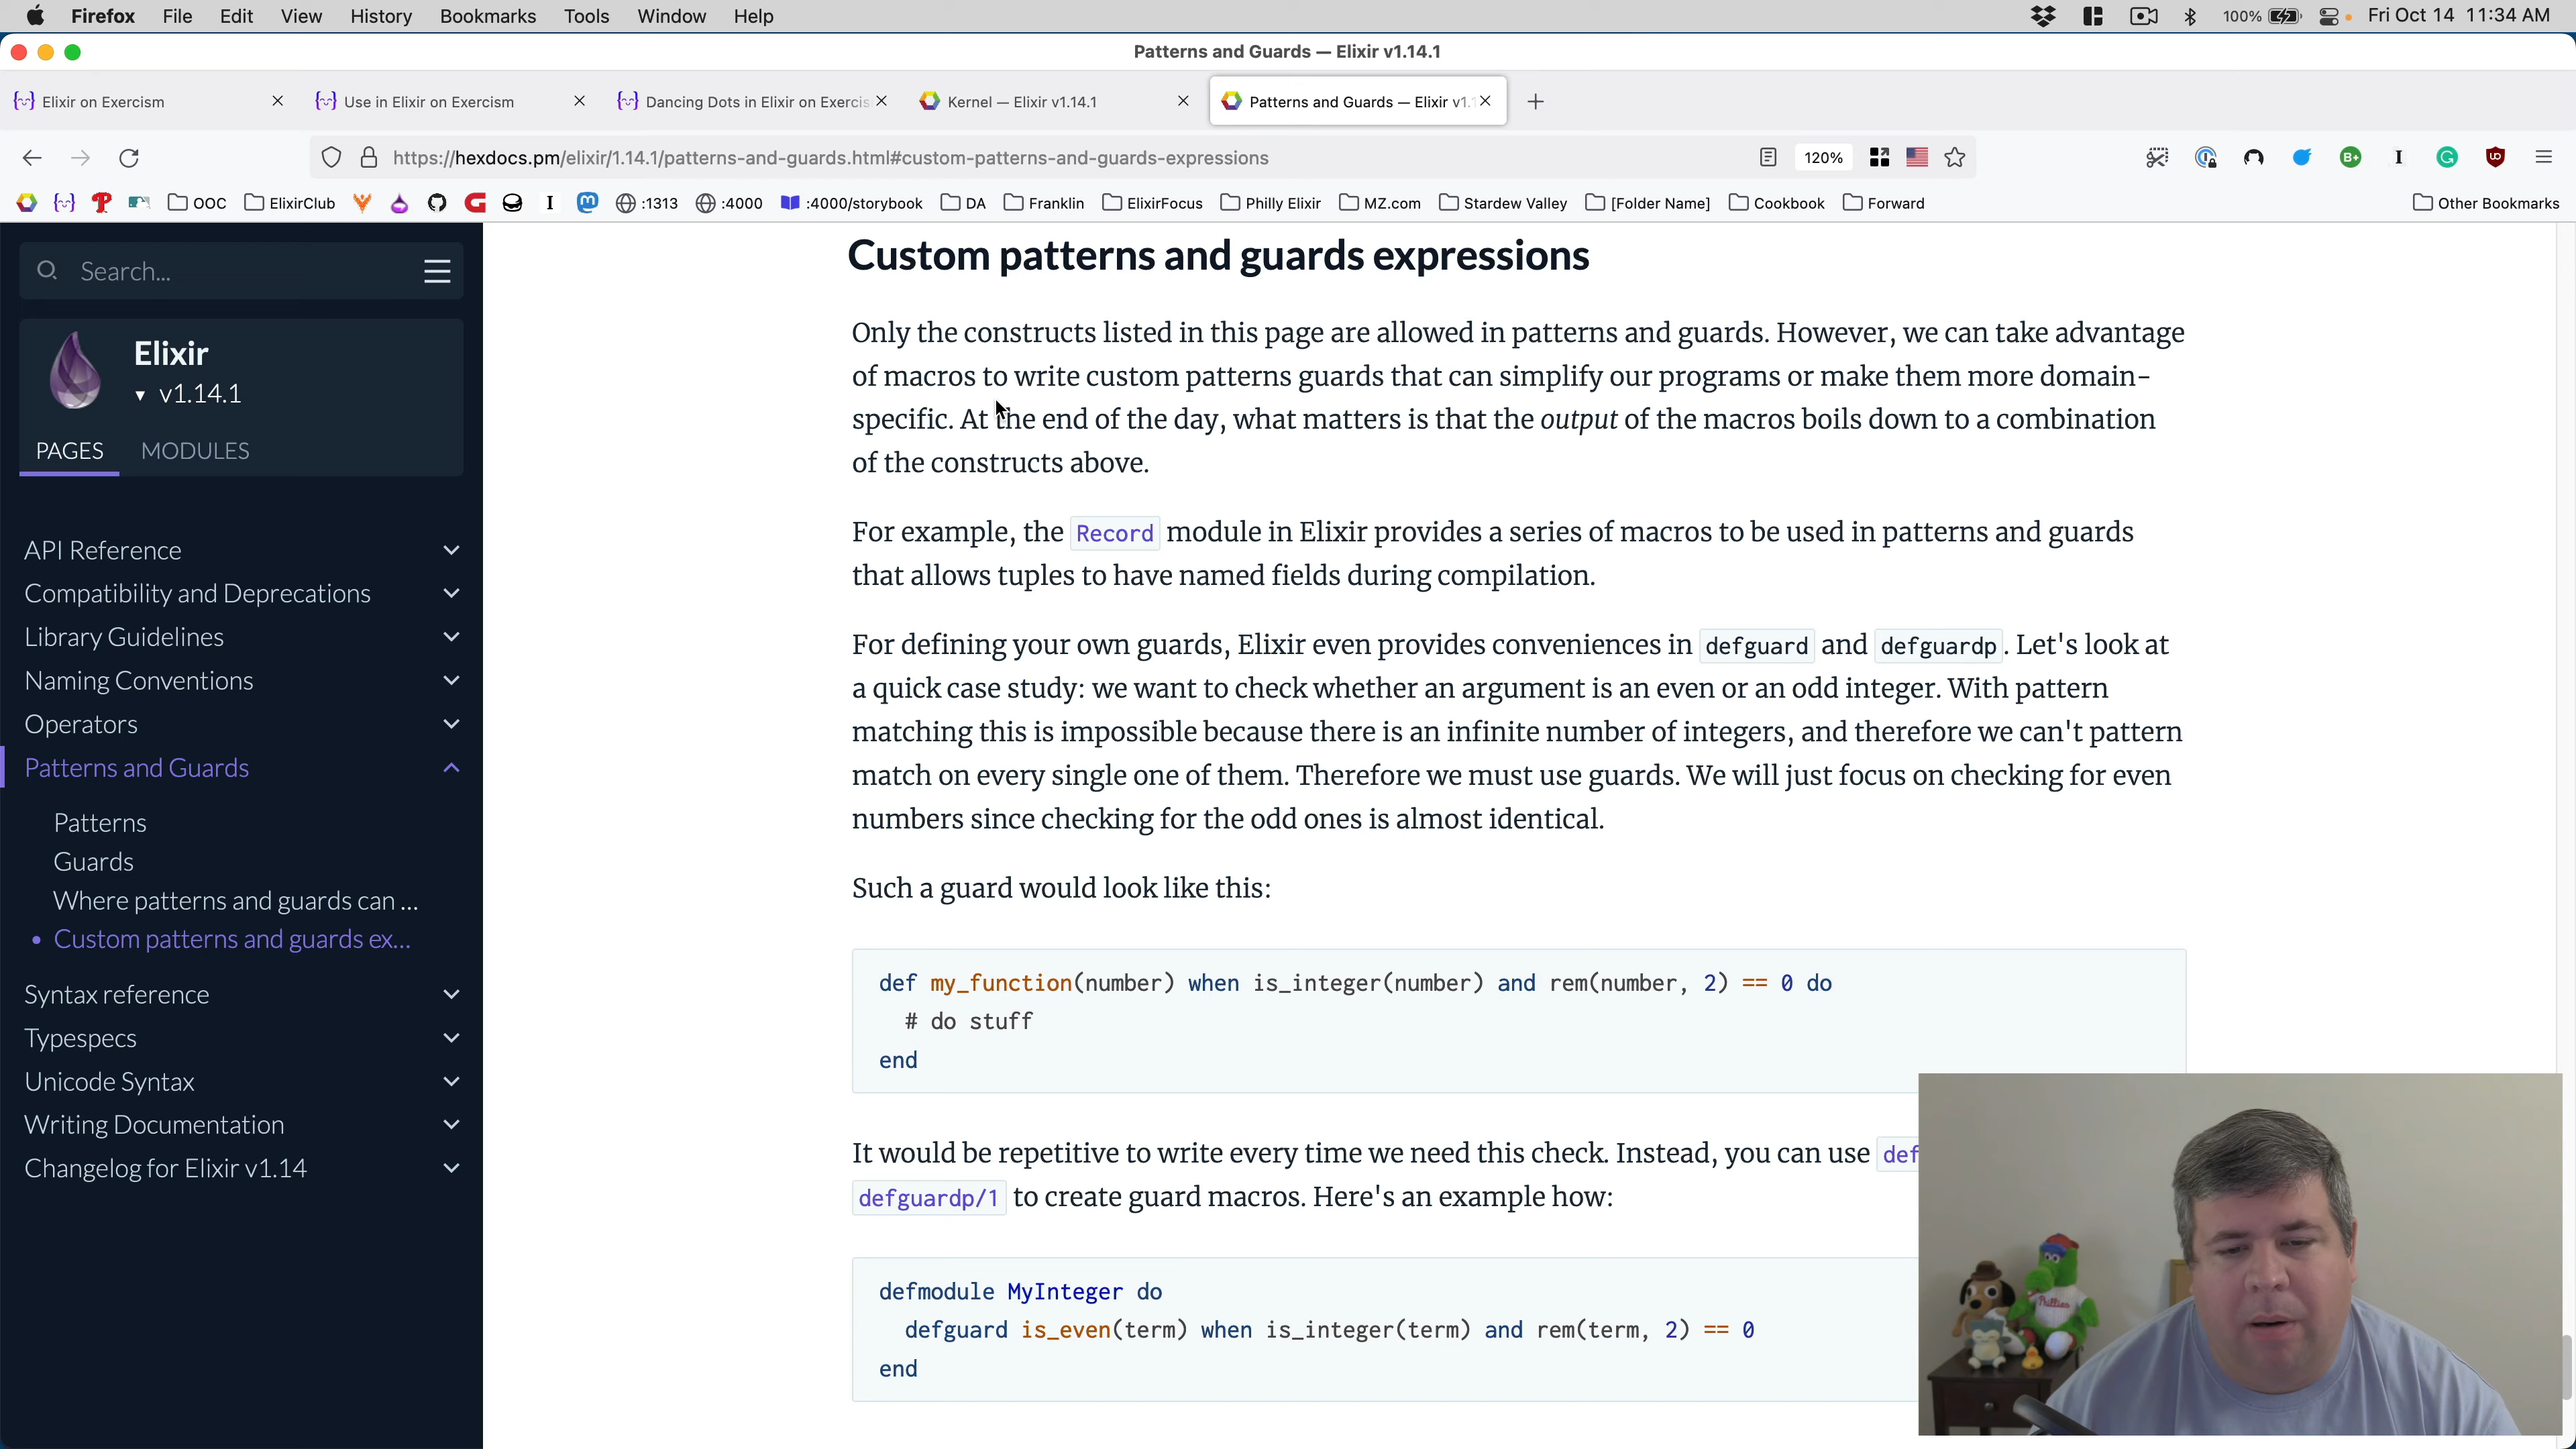 Firefox File Edit View History Bookmarks Tools Window Help 100% Fri Oct 14 11:34 AM
Patterns and Guards — Elixir v1.14.1
Elixir on Exercism Use in Elixir on Exercism Dancing Dots in Elixir on Exercis Kernel — Elixir v1.14.1 Patterns and Guards — Elixir v1.1
https://hexdocs.pm/elixir/1.14.1/patterns-and-guards.html#custom-patterns-and-guards-expressions 120%
OOC ElixirClub :1313 :4000 :4000/storybook DA Franklin ElixirFocus Philly Elixir MZ.com Stardew Valley [Folder Name] Cookbook Forward Other Bookmarks
Search...
Elixir
v1.14.1
PAGES MODULES
API Reference
Compatibility and Deprecations
Library Guidelines
Naming Conventions
Operators
Patterns and Guards
Patterns
Guards
Where patterns and guards can ...
• Custom patterns and guards ex...
Syntax reference
Typespecs
Unicode Syntax
Writing Documentation
Changelog for Elixir v1.14
Custom patterns and guards expressions
Only the constructs listed in this page are allowed in patterns and guards. However, we can take advantage
of macros to write custom patterns guards that can simplify our programs or make them more domain-
specific. At the end of the day, what matters is that the output of the macros boils down to a combination
of the constructs above.
For example, the Record module in Elixir provides a series of macros to be used in patterns and guards
that allows tuples to have named fields during compilation.
For defining your own guards, Elixir even provides conveniences in defguard and defguardp. Let's look at
a quick case study: we want to check whether an argument is an even or an odd integer. With pattern
matching this is impossible because there is an infinite number of integers, and therefore we can't pattern
match on every single one of them. Therefore we must use guards. We will just focus on checking for even
numbers since checking for the odd ones is almost identical.
Such a guard would look like this:
def my_function(number) when is_integer(number) and rem(number, 2) == 0 do
# do stuff
end
It would be repetitive to write every time we need this check. Instead, you can use def
defguardp/1 to create guard macros. Here's an example how:
defmodule MyInteger do
defguard is_even(term) when is_integer(term) and rem(term, 2) == 0
end
Phillies